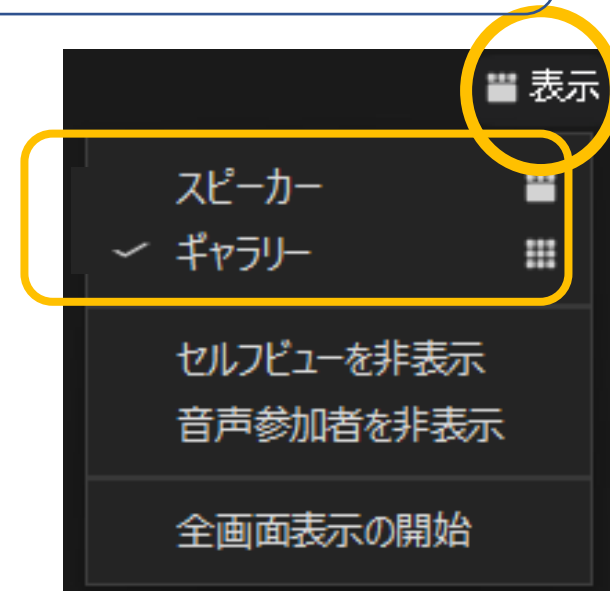 表示
スピーカー
ギャラリー
セルフビューを非表示
音声参加者を非表示
全画面表示の開始